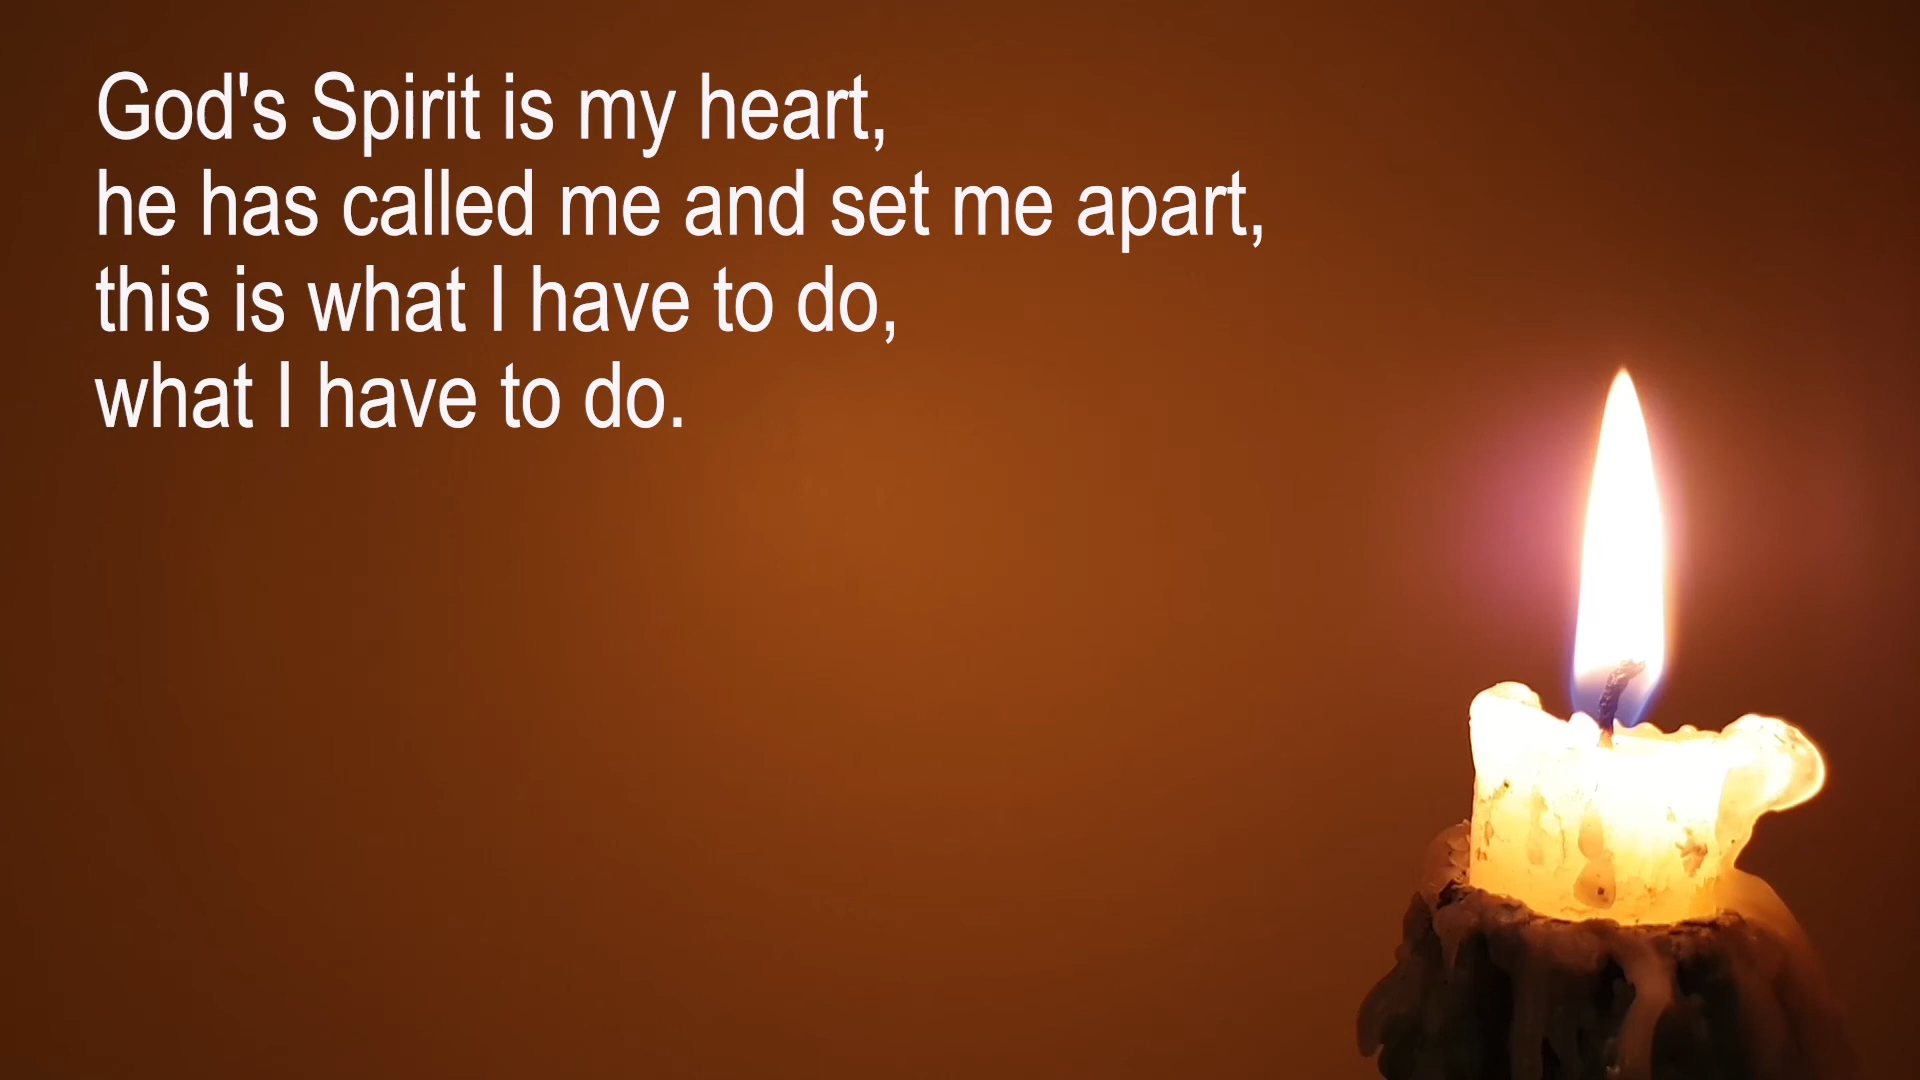 God's Spirit is my heart,
he has called me and set me apart,
this is what I have to do,
what I have to do.